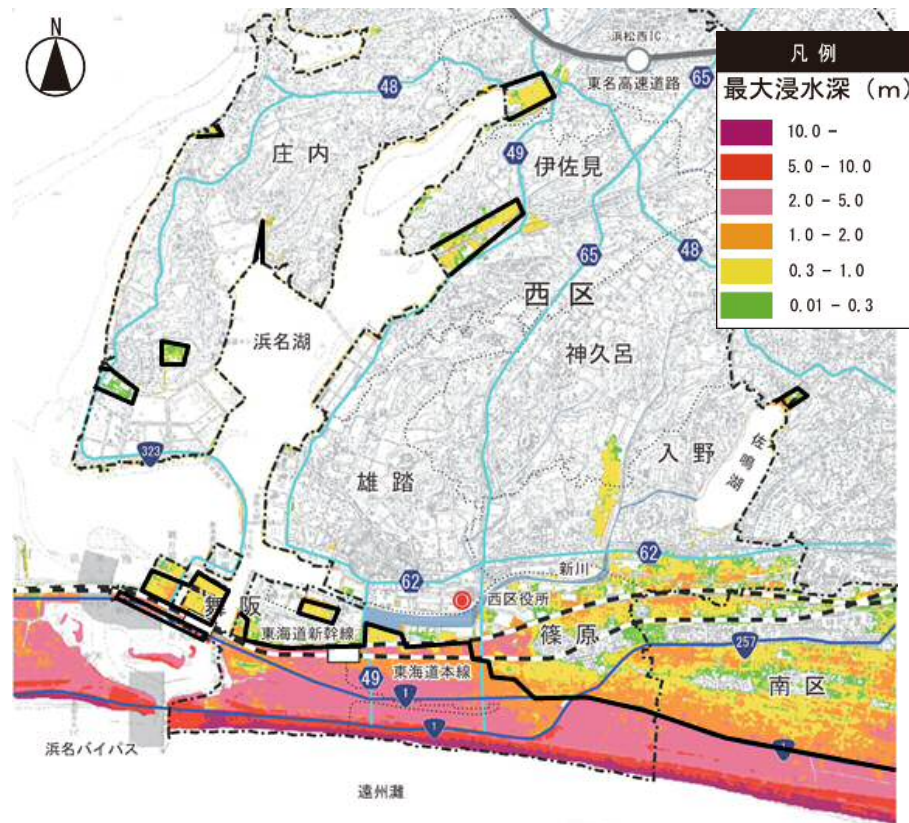 N
浜松西IC
東名高速道路
65
凡例
最大浸水深（m）
10.0 -
5.0 - 10.0
2.0 - 5.0
1.0 - 2.0
0.3 - 1.0
0.01 - 0.3
48
庄内
49
伊佐見
65
48
西区
浜名湖
神久呂
323
入野
佐鳴湖
雄踏
62
62
新川
舞阪
西区役所
東海道新幹線
篠原
257
東海道本線
49
1
南区
1
1
浜名バイパス
遠州灘